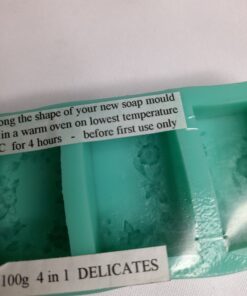 ong the shape of your new soap mould
in a warm oven on lowest temperature
C for 4 hours - before first use only
100g 4 in 1 DELICATES